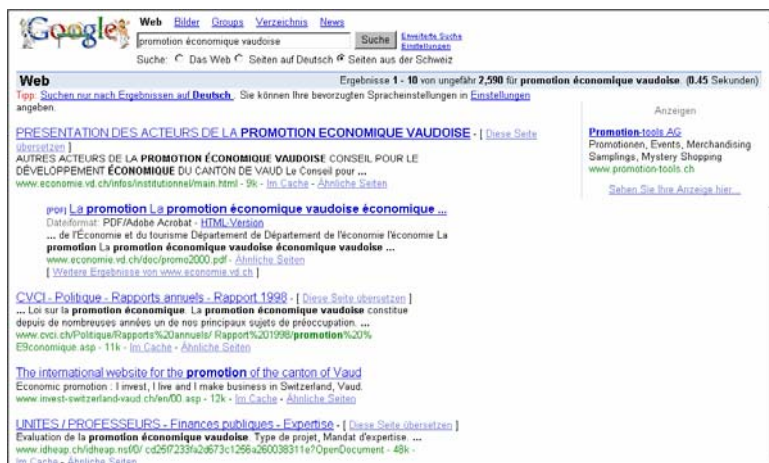 Google
Web Bilder Groups Verzeichnis News
promotion économique vaudoise Suche Erweiterte Suche
Einstellungen
Suche: Das Web Seiten auf Deutsch Seiten aus der Schweiz
Web Ergebnisse 1 - 10 von ungefähr 2,590 für promotion économique vaudoise. (0.45 Sekunden)
Tipp: Suchen nur nach Ergebnissen auf Deutsch. Sie können Ihre bevorzugten Spracheinstellungen in Einstellungen
angeben.
PRESENTATION DES ACTEURS DE LA PROMOTION ECONOMIQUE VAUDOISE - [ Diese Seite
übersetzen ]
AUTRES ACTEURS DE LA PROMOTION ÉCONOMIQUE VAUDOISE CONSEIL POUR LE
DÉVELOPPEMENT ÉCONOMIQUE DU CANTON DE VAUD Le Conseil pour ...
www.economie.vd.ch/infos/institutionnel/main.html - 9k - Im Cache - Ähnliche Seiten
[PDF] La promotion La promotion économique vaudoise économique ...
Dateiformat: PDF/Adobe Acrobat - HTML-Version
... de l'Économie et du tourisme Département de Département de l'économie l'économie La
promotion La promotion économique vaudoise économique vaudoise ...
www.economie.vd.ch/doc/promo2000.pdf - Ähnliche Seiten
[ Weitere Ergebnisse von www.economie.vd.ch ]
CVCI - Politique - Rapports annuels - Rapport 1998 - [ Diese Seite übersetzen ]
... Loi sur la promotion économique. La promotion économique vaudoise constitue
depuis de nombreuses années un de nos principaux sujets de préoccupation. ...
www.cvci.ch/Politique/Rapports%20annuels/ Rapport%201998/promotion%20%
E9conomique.asp - 11k - Im Cache - Ähnliche Seiten
The international website for the promotion of the canton of Vaud
Economic promotion : I invest, I live and I make business in Switzerland, Vaud.
www.invest-switzerland-vaud.ch/en/00.asp - 12k - Im Cache - Ähnliche Seiten
UNITES / PROFESSEURS - Finances publiques - Expertise - [ Diese Seite übersetzen ]
Evaluation de la promotion économique vaudoise. Type de projet, Mandat d'expertise. ...
www.idheap.ch/idheap.nsf/0/ cd25f7233fa2d673c1256a260038311e?OpenDocument - 48k -
Im Cache - Ähnliche Seiten
Anzeigen
Promotion-tools AG
Promotionen, Events, Merchandising
Samplings, Mystery Shopping
www.promotion-tools.ch
Sehen Sie Ihre Anzeige hier...